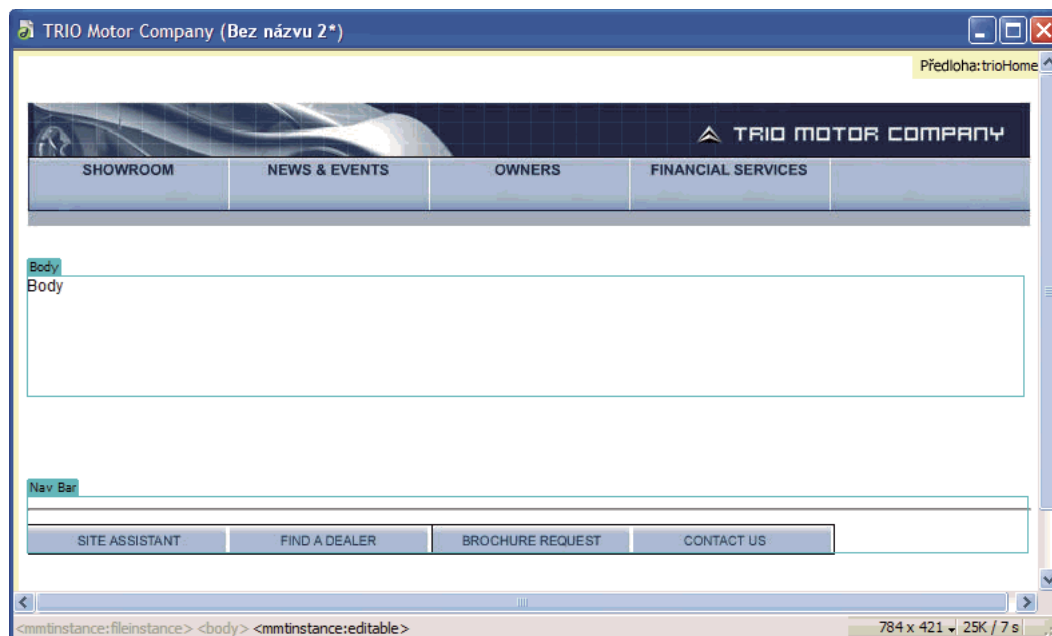 TRIO Motor Company (Bez názvu 2*)
Předloha:trioHome
TRIO MOTOR COMPANY
SHOWROOM NEWS & EVENTS OWNERS FINANCIAL SERVICES
Body
Body
Nav Bar
SITE ASSISTANT FIND A DEALER BROCHURE REQUEST CONTACT US
<mmtinstance:fileinstance> <body> <mmtinstance:editable> 784 x 421 25K / 7 s